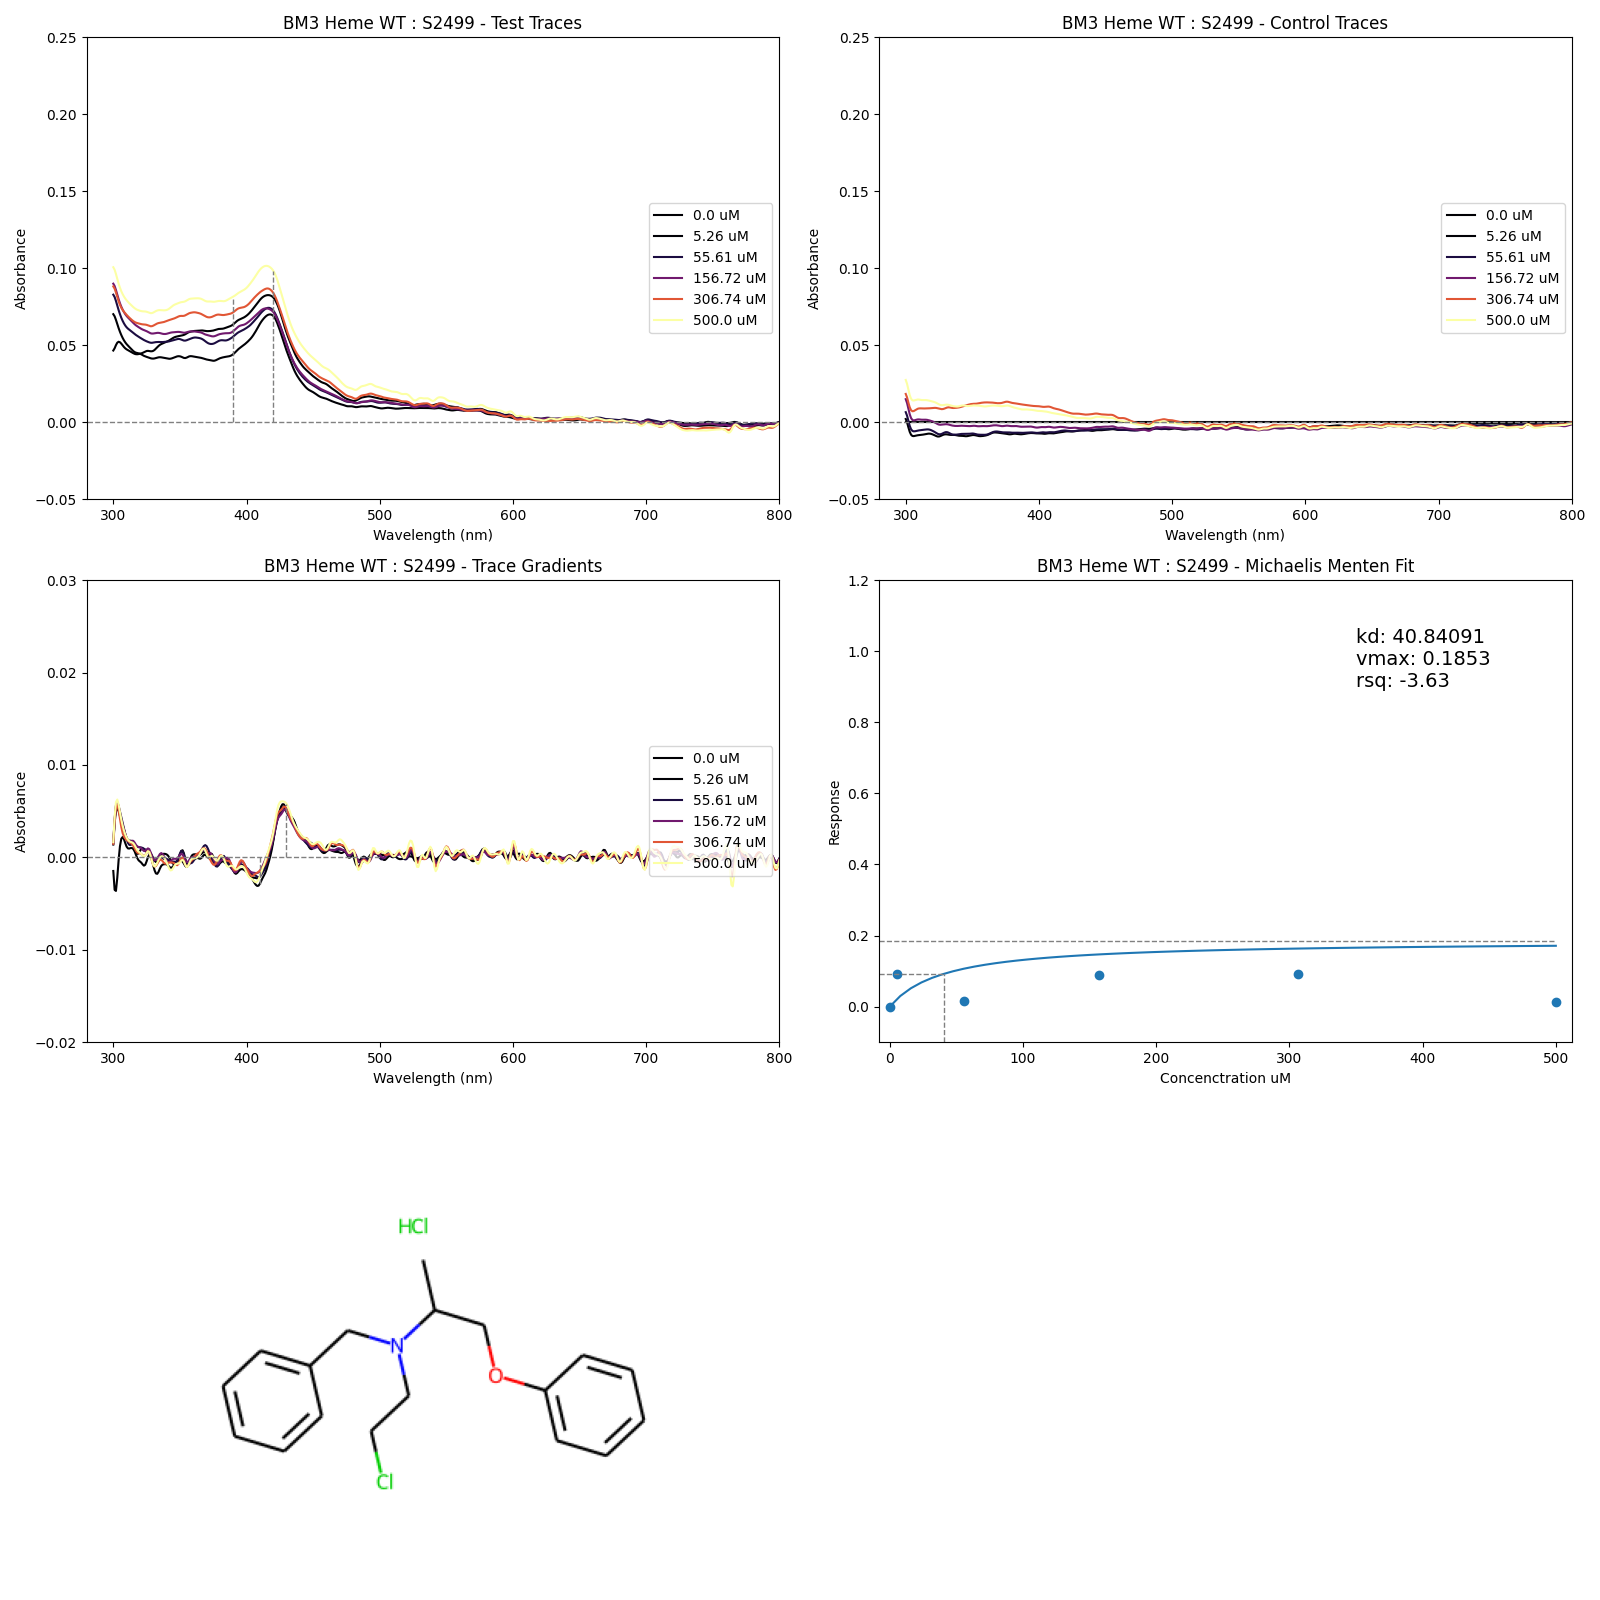 BM3 Heme WT : S2499 - Test Traces
Absorbance
0.25
0.20
0.15
0.10
0.05
0.00
−0.05
300
400
500
600
700
800
Wavelength (nm)
0.0 uM
5.26 uM
55.61 uM
156.72 uM
306.74 uM
500.0 uM
BM3 Heme WT : S2499 - Control Traces
Absorbance
0.25
0.20
0.15
0.10
0.05
0.00
−0.05
300
400
500
600
700
800
Wavelength (nm)
0.0 uM
5.26 uM
55.61 uM
156.72 uM
306.74 uM
500.0 uM
BM3 Heme WT : S2499 - Trace Gradients
Absorbance
0.03
0.02
0.01
0.00
−0.01
−0.02
300
400
500
600
700
800
Wavelength (nm)
0.0 uM
5.26 uM
55.61 uM
156.72 uM
306.74 uM
500.0 uM
BM3 Heme WT : S2499 - Michaelis Menten Fit
Response
1.2
1.0
0.8
0.6
0.4
0.2
0.0
0
100
200
300
400
500
Concenctration uM
kd: 40.84091
vmax: 0.1853
rsq: -3.63
HCl
N
O
Cl